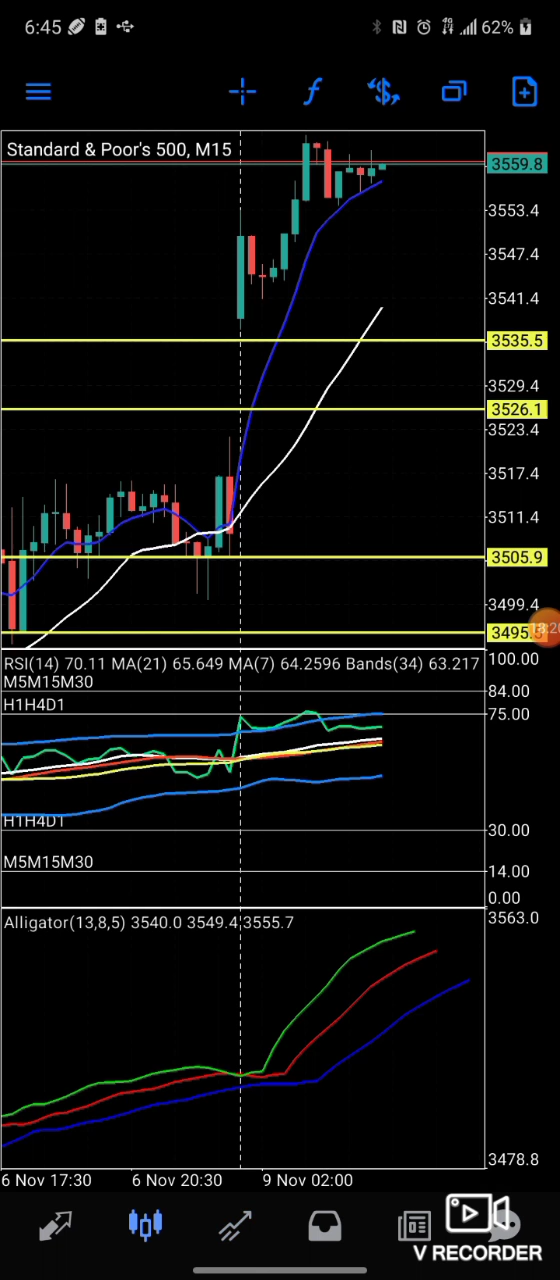 6:45 62%
Standard & Poor's 500, M15
3559.8
3553.4
3547.4
3541.4
3535.5
3529.4
3526.1
3523.4
3517.4
3511.4
3505.9
3499.4
3495.
RSI(14) 70.11 MA(21) 65.649 MA(7) 64.2596 Bands(34) 63.217
100.00
M5M15M30
84.00
H1H4D1
75.00
H1H4D1
30.00
M5M15M30
14.00
0.00
Alligator(13,8,5) 3540.0 3549.4 3555.7
3563.0
3478.8
6 Nov 17:30 6 Nov 20:30 9 Nov 02:00
V RECORDER